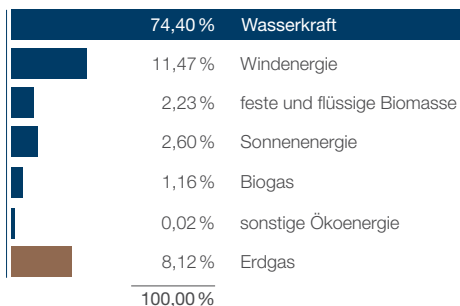 74,40 % Wasserkraft
11,47 % Windenergie
2,23 % feste und flüssige Biomasse
2,60 % Sonnenenergie
1,16 % Biogas
0,02 % sonstige Ökoenergie
8,12 % Erdgas
100,00 %